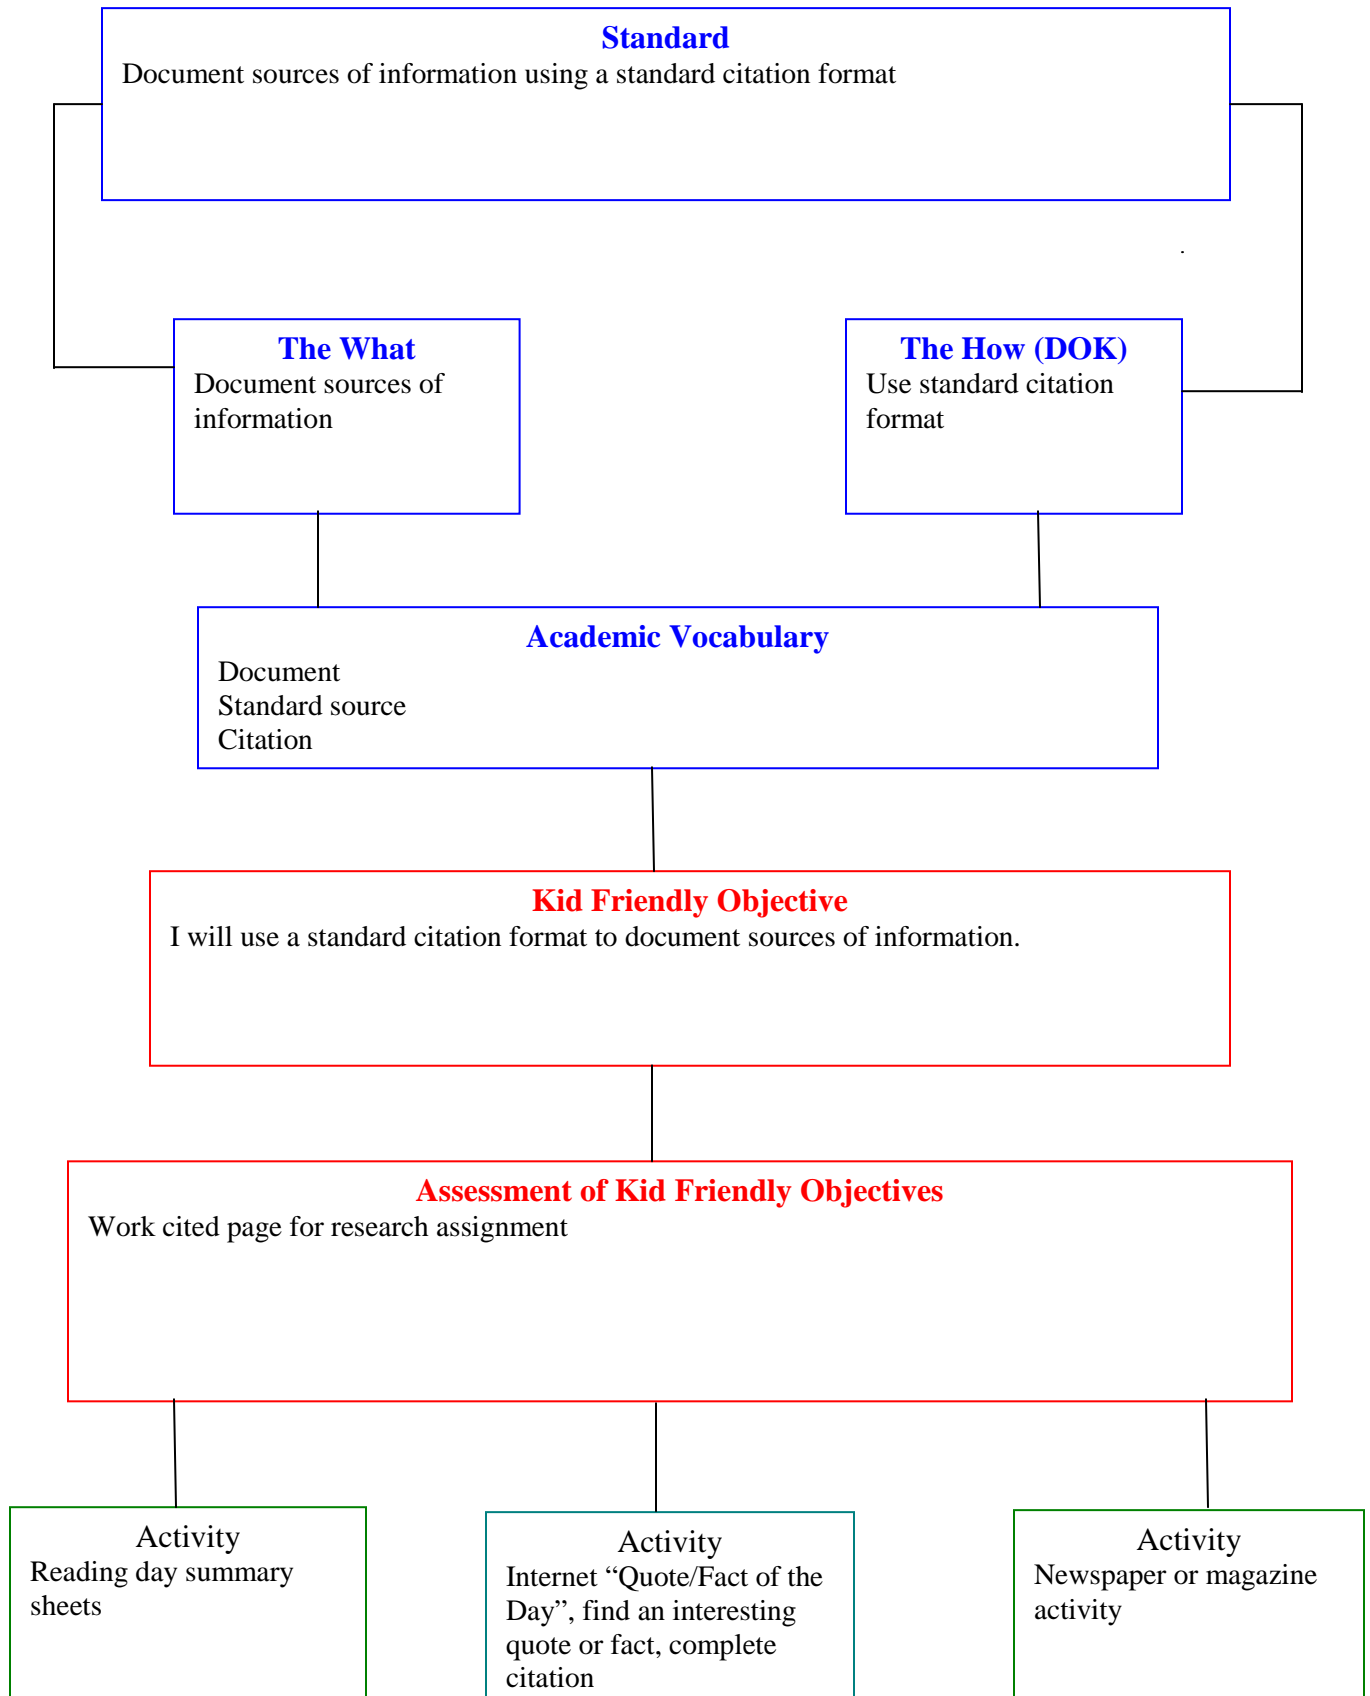 Standard
Document sources of information using a standard citation format
The What
Document sources of
information
The How (DOK)
Use standard citation
format
Academic Vocabulary
Document
Standard source
Citation
Kid Friendly Objective
I will use a standard citation format to document sources of information.
Assessment of Kid Friendly Objectives
Work cited page for research assignment
Activity
Reading day summary
sheets
Activity
Internet “Quote/Fact of the
Day”, find an interesting
quote or fact, complete
citation
Activity
Newspaper or magazine
activity